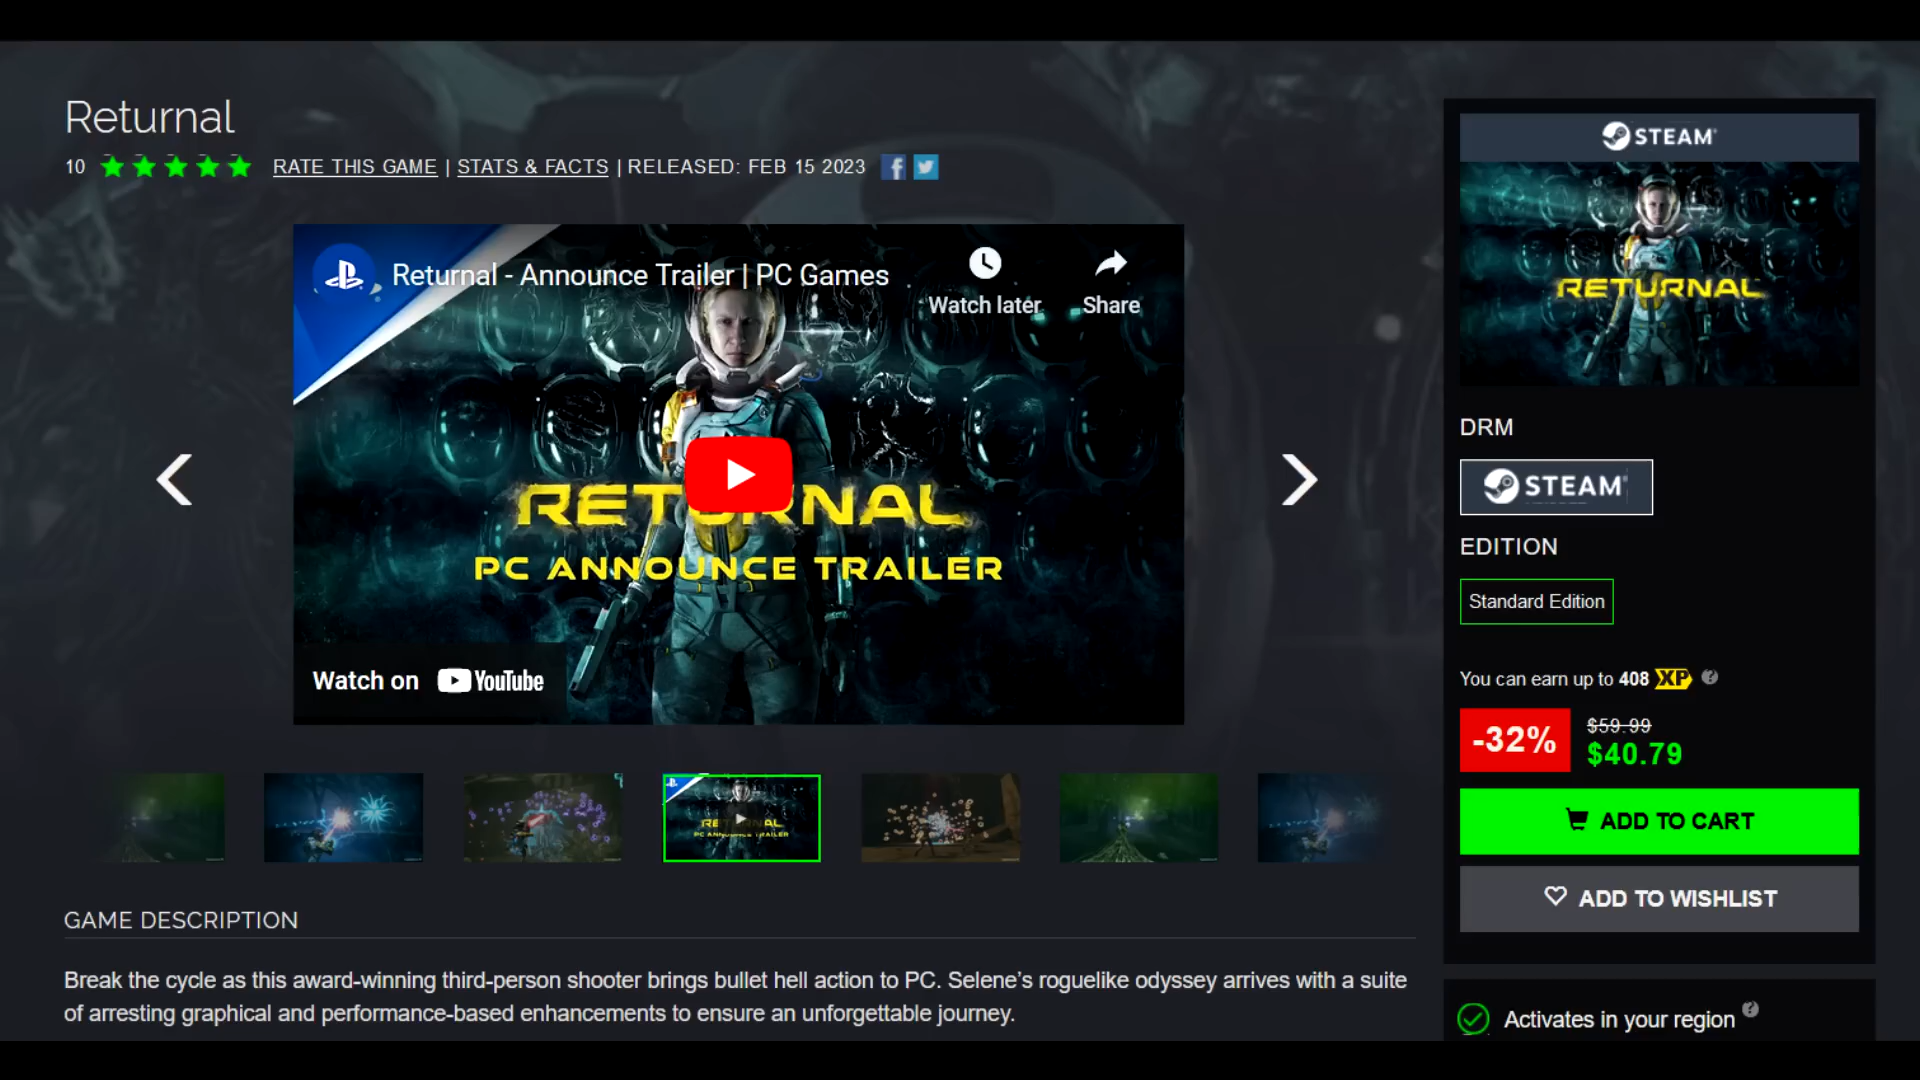 Returnal
10 RATE THIS GAME | STATS & FACTS | RELEASED: FEB 15 2023
Returnal - Announce Trailer | PC Games
Watch later
Share
RETURNAL
PC ANNOUNCE TRAILER
Watch on YouTube
GAME DESCRIPTION
Break the cycle as this award-winning third-person shooter brings bullet hell action to PC. Selene’s roguelike odyssey arrives with a suite
of arresting graphical and performance-based enhancements to ensure an unforgettable journey.
STEAM
RETURNAL
DRM
STEAM
EDITION
Standard Edition
You can earn up to 408 XP ?
-32%
$59.99
$40.79
ADD TO CART
ADD TO WISHLIST
Activates in your region ?